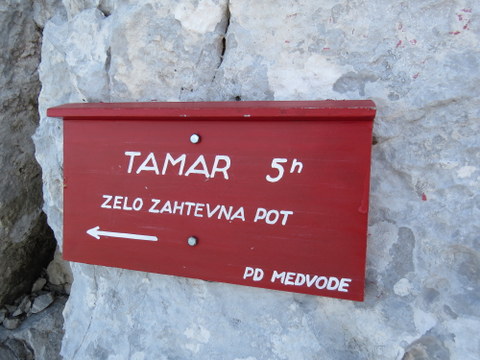 TAMAR 5h
ZELO ZAHTEVNA POT
PD MEDVODE